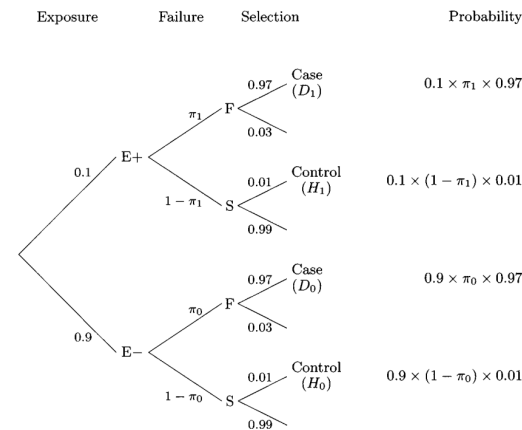 Exposure Failure Selection Probability
0.97 Case
(D₁) 0.1 × π₁ × 0.97
π₁ F
0.03
0.1 E+
0.01 Control
(H₁) 0.1 × (1 − π₁) × 0.01
1 − π₁ S
0.99
0.97 Case
(D₀) 0.9 × π₀ × 0.97
π₀ F
0.03
0.9 E−
0.01 Control
(H₀) 0.9 × (1 − π₀) × 0.01
1 − π₀ S
0.99